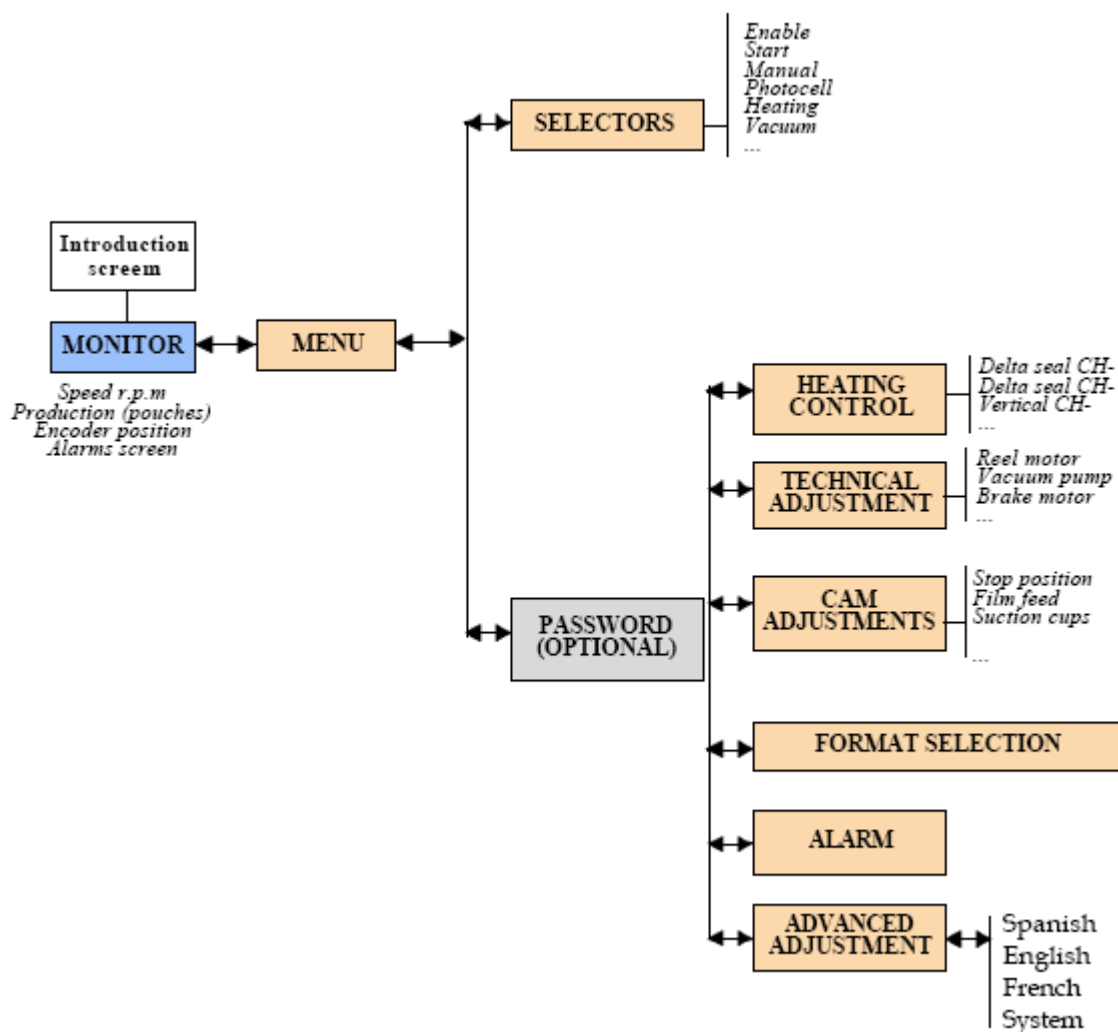 Enable
Start
Manual
Photocell
Heating
Vacuum
...
SELECTORS
Introduction
screem
MONITOR
MENU
Speed r.p.m
Production (pouches)
Encoder position
Alarms screen
HEATING
CONTROL
Delta seal CH-
Delta seal CH-
Vertical CH-
...
TECHNICAL
ADJUSTMENT
Reel motor
Vacuum pump
Brake motor
...
PASSWORD
(OPTIONAL)
CAM
ADJUSTMENTS
Stop position
Film feed
Suction cups
...
FORMAT SELECTION
ALARM
ADVANCED
ADJUSTMENT
Spanish
English
French
System